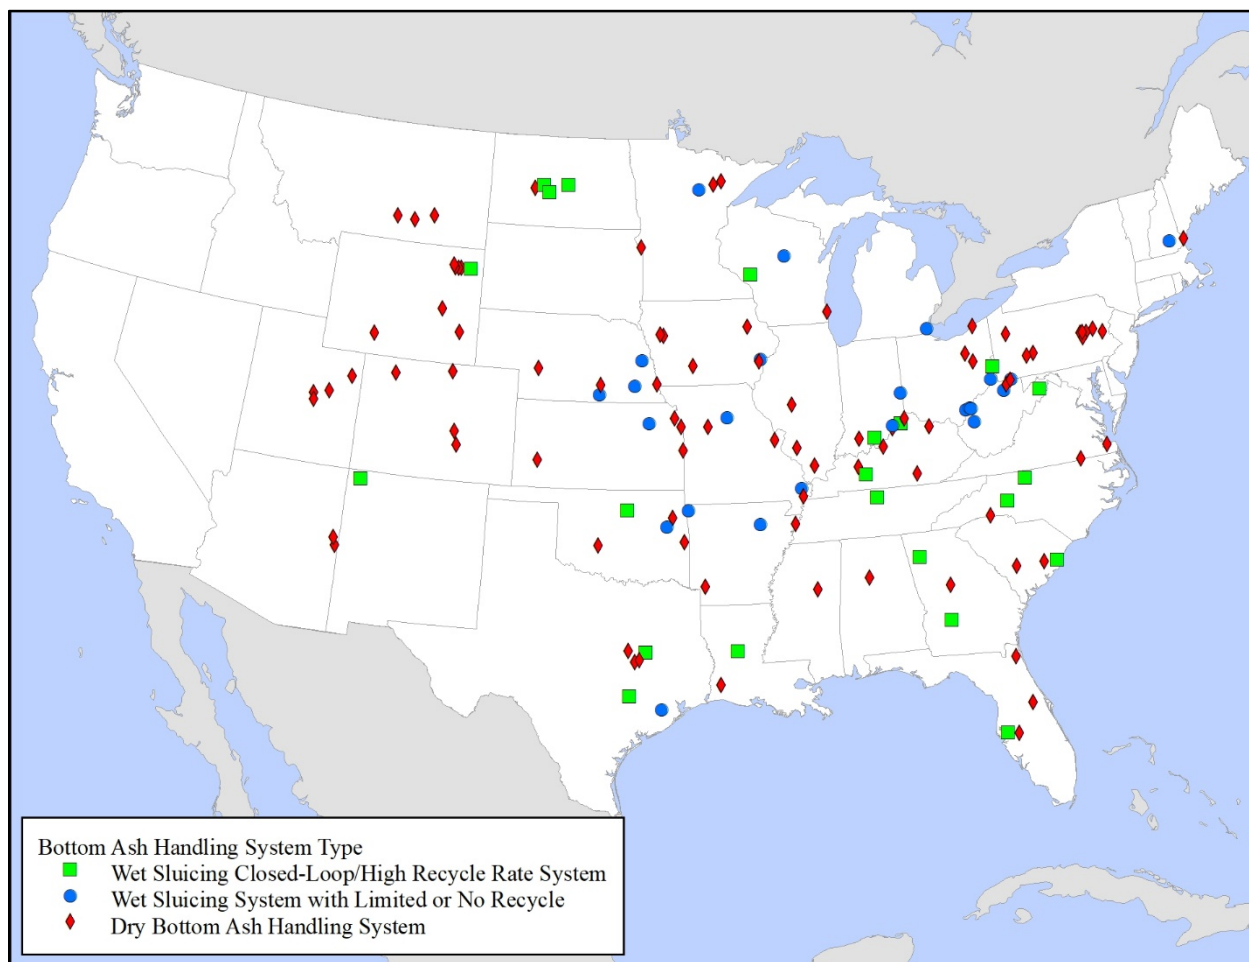 Bottom Ash Handling System Type
Wet Sluicing Closed-Loop/High Recycle Rate System
Wet Sluicing System with Limited or No Recycle
Dry Bottom Ash Handling System